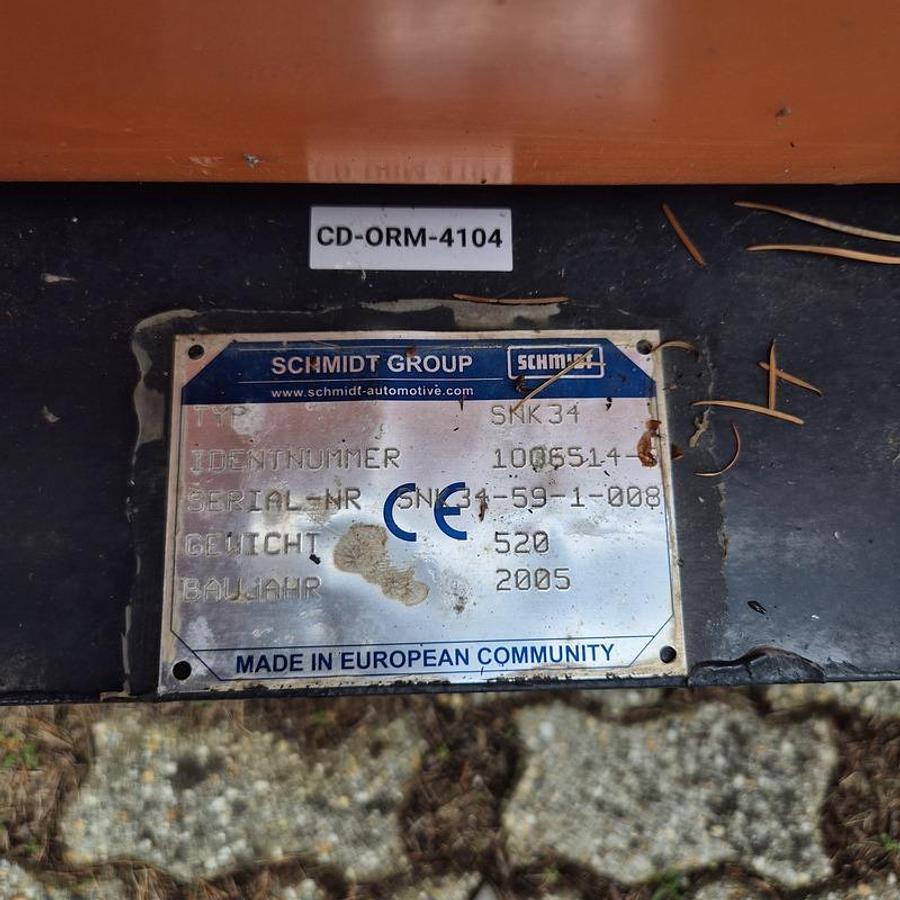 CD-ORM-4104
SCHMIDT GROUP SCHMIDT
www.schmidt-automotive.com
TYP SNK34
IDENTNUMMER
SERIAL-NR SNK34-59-1-008
CE
GEWICHT 520
BAUJAHR 2005
MADE IN EUROPEAN COMMUNITY